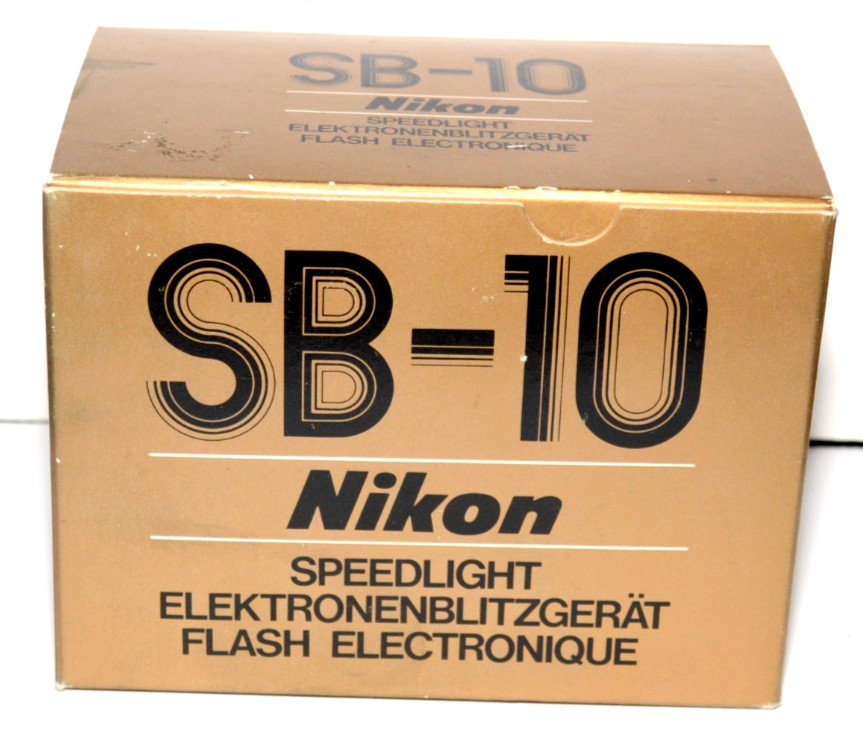 SB-10
Nikon
SPEEDLIGHT
ELEKTRONENBLITZGERÄT
FLASH ELECTRONIQUE
SB-10
Nikon
SPEEDLIGHT
ELEKTRONENBLITZGERÄT
FLASH ELECTRONIQUE